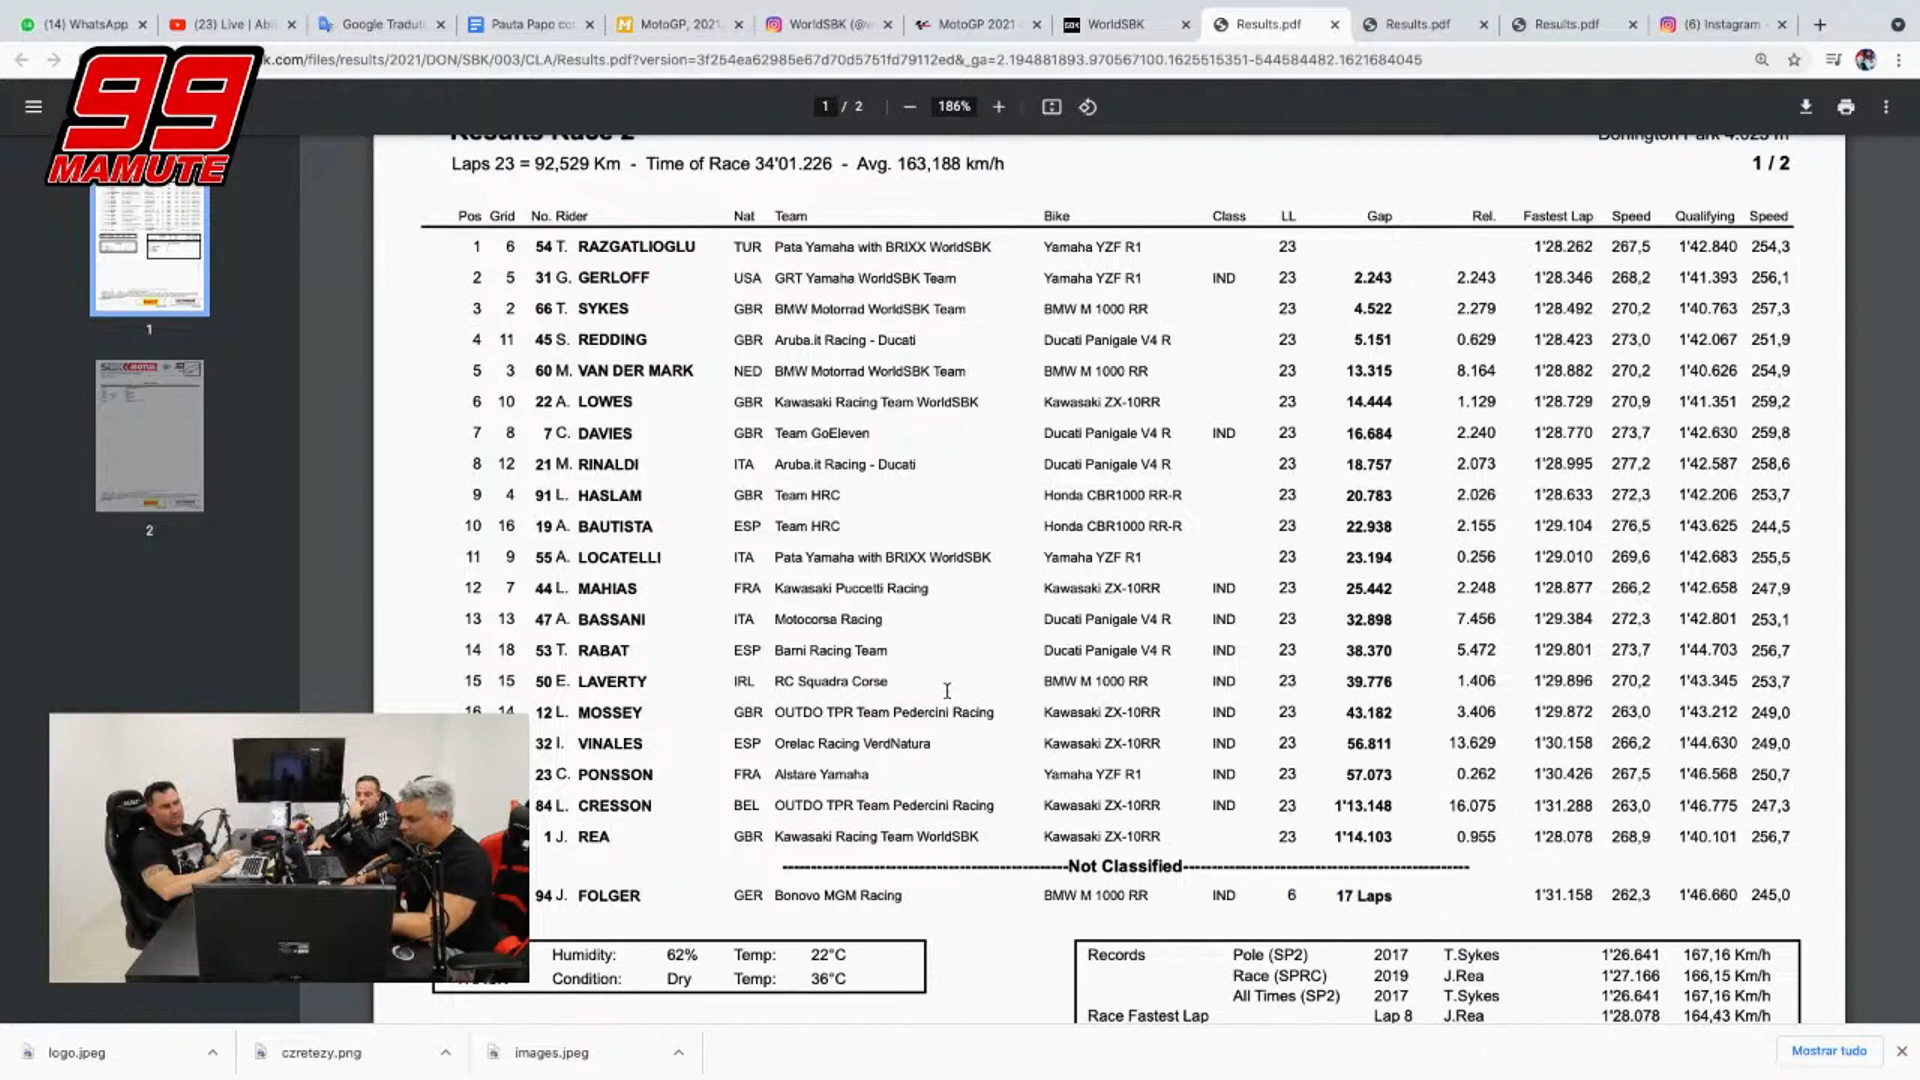 (14) WhatsApp
(23) Live | Abl
Google Tradut
Pauta Papo co
MotoGP, 2021
WorldSBK (@w
MotoGP 2021
WorldSBK
Results.pdf
Results.pdf
Results.pdf
(6) Instagram
k.com/files/results/2021/DON/SBK/003/CLA/Results.pdf?version=3f254ea62985e67d70d5751fd79112ed&_ga=2.194881893.970567100.1625515351-544584482.1621684045
1 / 2
186%
99
MAMUTE
1
2
Results Race 2
Donington Park 4.023 m
Laps 23 = 92,529 Km - Time of Race 34'01.226 - Avg. 163,188 km/h
1 / 2
Pos Grid No. Rider Nat Team Bike Class LL Gap Rel. Fastest Lap Speed Qualifying Speed
1 6 54 T. RAZGATLIOGLU TUR Pata Yamaha with BRIXX WorldSBK Yamaha YZF R1 23 1'28.262 267,5 1'42.840 254,3
2 5 31 G. GERLOFF USA GRT Yamaha WorldSBK Team Yamaha YZF R1 IND 23 2.243 2.243 1'28.346 268,2 1'41.393 256,1
3 2 66 T. SYKES GBR BMW Motorrad WorldSBK Team BMW M 1000 RR 23 4.522 2.279 1'28.492 270,2 1'40.763 257,3
4 11 45 S. REDDING GBR Aruba.it Racing - Ducati Ducati Panigale V4 R 23 5.151 0.629 1'28.423 273,0 1'42.067 251,9
5 3 60 M. VAN DER MARK NED BMW Motorrad WorldSBK Team BMW M 1000 RR 23 13.315 8.164 1'28.882 270,2 1'40.626 254,9
6 10 22 A. LOWES GBR Kawasaki Racing Team WorldSBK Kawasaki ZX-10RR 23 14.444 1.129 1'28.729 270,9 1'41.351 259,2
7 8 7 C. DAVIES GBR Team GoEleven Ducati Panigale V4 R IND 23 16.684 2.240 1'28.770 273,7 1'42.630 259,8
8 12 21 M. RINALDI ITA Aruba.it Racing - Ducati Ducati Panigale V4 R 23 18.757 2.073 1'28.995 277,2 1'42.587 258,6
9 4 91 L. HASLAM GBR Team HRC Honda CBR1000 RR-R 23 20.783 2.026 1'28.633 272,3 1'42.206 253,7
10 16 19 A. BAUTISTA ESP Team HRC Honda CBR1000 RR-R 23 22.938 2.155 1'29.104 276,5 1'43.625 244,5
11 9 55 A. LOCATELLI ITA Pata Yamaha with BRIXX WorldSBK Yamaha YZF R1 23 23.194 0.256 1'29.010 269,6 1'42.683 255,5
12 7 44 L. MAHIAS FRA Kawasaki Puccetti Racing Kawasaki ZX-10RR IND 23 25.442 2.248 1'28.877 266,2 1'42.658 247,9
13 13 47 A. BASSANI ITA Motocorsa Racing Ducati Panigale V4 R IND 23 32.898 7.456 1'29.384 272,3 1'42.801 253,1
14 18 53 T. RABAT ESP Barni Racing Team Ducati Panigale V4 R IND 23 38.370 5.472 1'29.801 273,7 1'44.703 256,7
15 15 50 E. LAVERTY IRL RC Squadra Corse BMW M 1000 RR IND 23 39.776 1.406 1'29.896 270,2 1'43.345 253,7
16 14 12 L. MOSSEY GBR OUTDO TPR Team Pedercini Racing Kawasaki ZX-10RR IND 23 43.182 3.406 1'29.872 263,0 1'43.212 249,0
32 I. VINALES ESP Orelac Racing VerdNatura Kawasaki ZX-10RR IND 23 56.811 13.629 1'30.158 266,2 1'44.630 249,0
23 C. PONSSON FRA Alstare Yamaha Yamaha YZF R1 IND 23 57.073 0.262 1'30.426 267,5 1'46.568 250,7
84 L. CRESSON BEL OUTDO TPR Team Pedercini Racing Kawasaki ZX-10RR IND 23 1'13.148 16.075 1'31.288 263,0 1'46.775 247,3
1 J. REA GBR Kawasaki Racing Team WorldSBK Kawasaki ZX-10RR 23 1'14.103 0.955 1'28.078 268,9 1'40.101 256,7
Not Classified
94 J. FOLGER GER Bonovo MGM Racing BMW M 1000 RR IND 6 17 Laps 1'31.158 262,3 1'46.660 245,0
Humidity: 62% Temp: 22°C
Condition: Dry Temp: 36°C
Records Pole (SP2) 2017 T.Sykes 1'26.641 167,16 Km/h
Race (SPRC) 2019 J.Rea 1'27.166 166,15 Km/h
All Times (SP2) 2017 T.Sykes 1'26.641 167,16 Km/h
Race Fastest Lap Lap 8 J.Rea 1'28.078 164,43 Km/h
logo.jpeg
czretezy.png
images.jpeg
Mostrar tudo